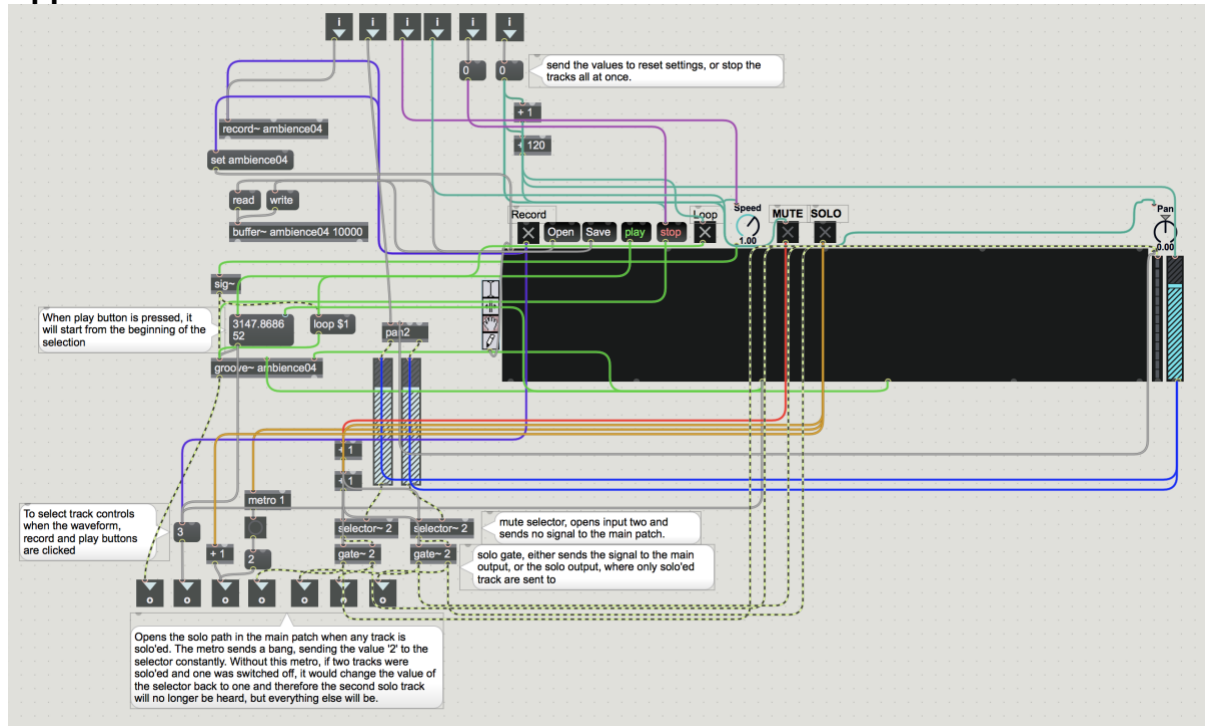 i i i i i i
0 0
send the values to reset settings, or stop the
tracks all at once.
+ 1
120
record~ ambience04
set ambience04
read write
buffer~ ambience04 10000
Record
Open Save play stop
Loop
Speed
1.00
MUTE SOLO
Pan
0.00
sig~
When play button is pressed, it
will start from the beginning of the
selection
3147.8686
52
loop $1
pan2
groove~ ambience04
+ 1
+ 1
metro 1
To select track controls
when the waveform,
record and play buttons
are clicked
3
+ 1
2
selector~ 2 selector~ 2
mute selector, opens input two and
sends no signal to the main patch.
gate~ 2 gate~ 2
solo gate, either sends the signal to the main
output, or the solo output, where only solo'ed
track are sent to
o o o o o o o
Opens the solo path in the main patch when any track is
solo'ed. The metro sends a bang, sending the value '2' to the
selector constantly. Without this metro, if two tracks were
solo'ed and one was switched off, it would change the value of
the selector back to one and therefore the second solo track
will no longer be heard, but everything else will be.